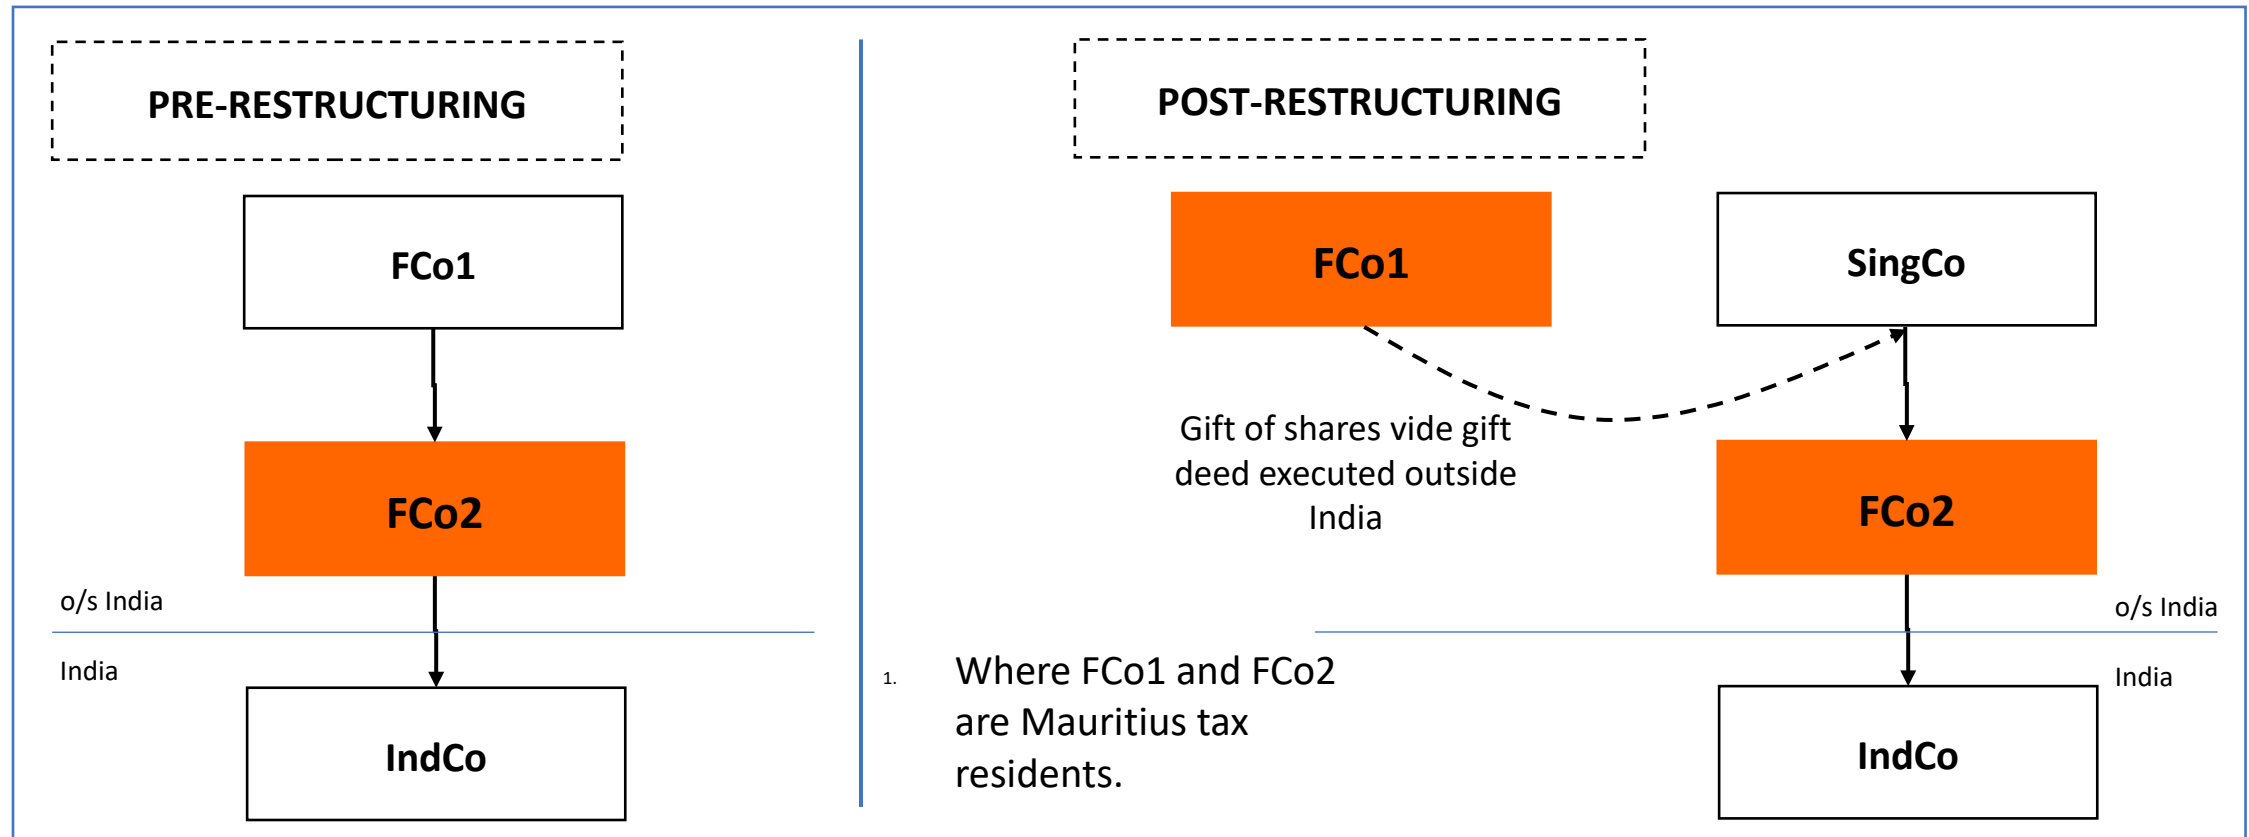 PRE-RESTRUCTURING
FCo1
FCo2
o/s India
India
IndCo
POST-RESTRUCTURING
FCo1
SingCo
Gift of shares vide gift
deed executed outside
India
FCo2
o/s India
India
1. Where FCo1 and FCo2
are Mauritius tax
residents.
IndCo